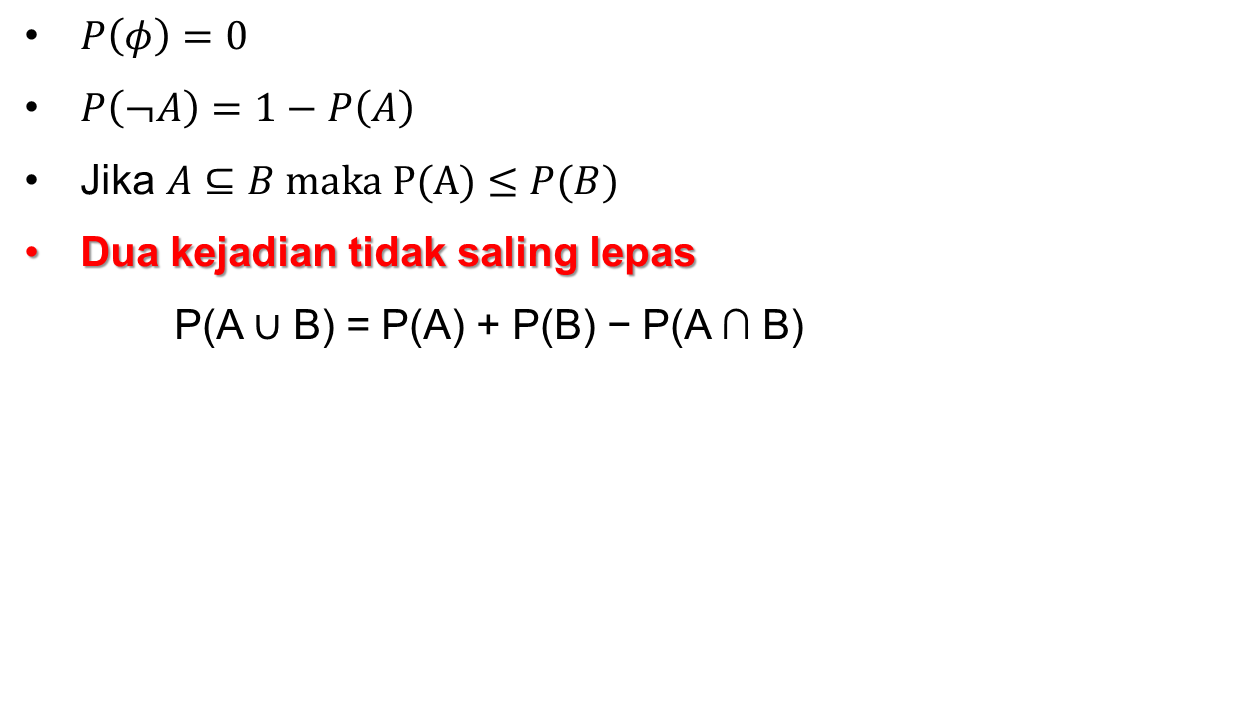 • 𝑃(𝜙) = 0
• 𝑃(¬𝐴) = 1 − 𝑃(𝐴)
• Jika 𝐴 ⊆ 𝐵 maka P(A) ≤ 𝑃(𝐵)
• Dua kejadian tidak saling lepas
P(A ∪ B) = P(A) + P(B) − P(A ∩ B)